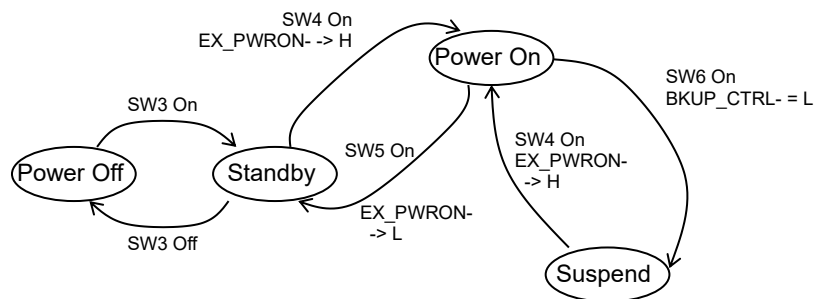 SW4 On
EX_PWRON- -> H
Power On
SW6 On
BKUP_CTRL- = L
SW3 On
SW4 On
EX_PWRON-
-> H
SW5 On
Power Off
Standby
EX_PWRON-
-> L
SW3 Off
Suspend